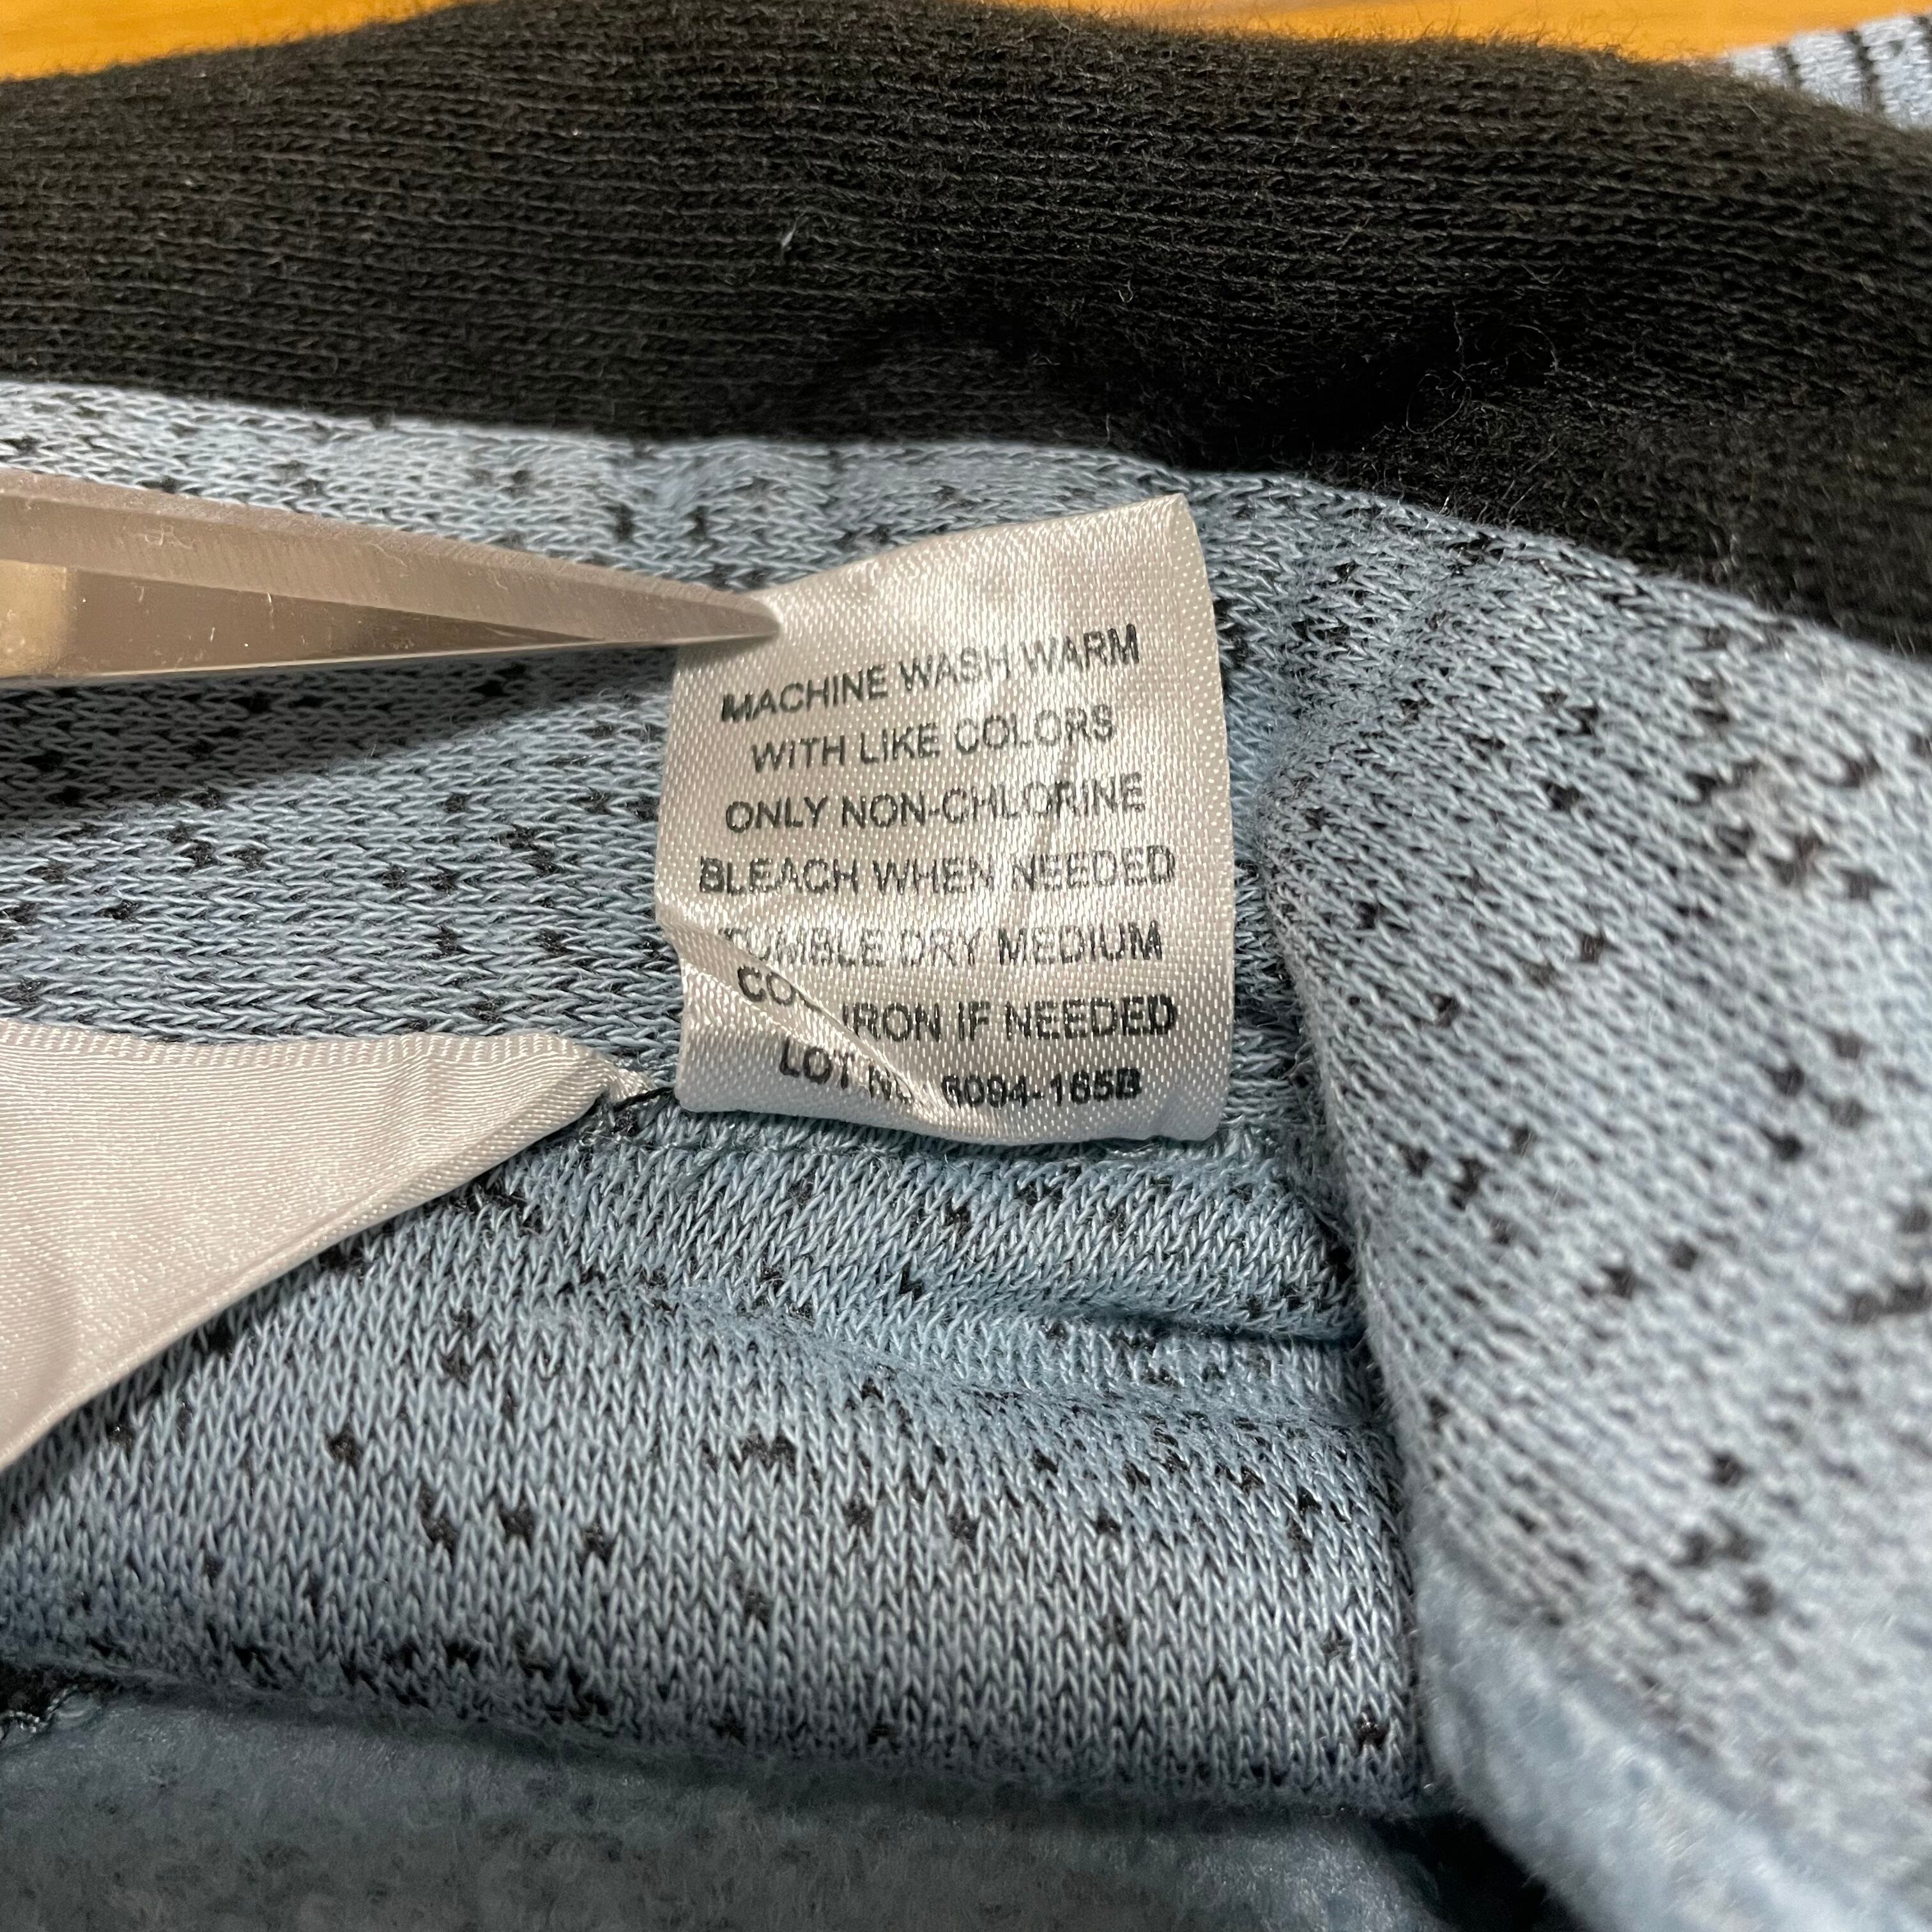 MACHINE WASH WARM
WITH LIKE COLORS
ONLY NON-CHLORINE
BLEACH WHEN NEEDED
TUMBLE DRY MEDIUM
IRON IF NEEDED
LOT NO 6094-165B